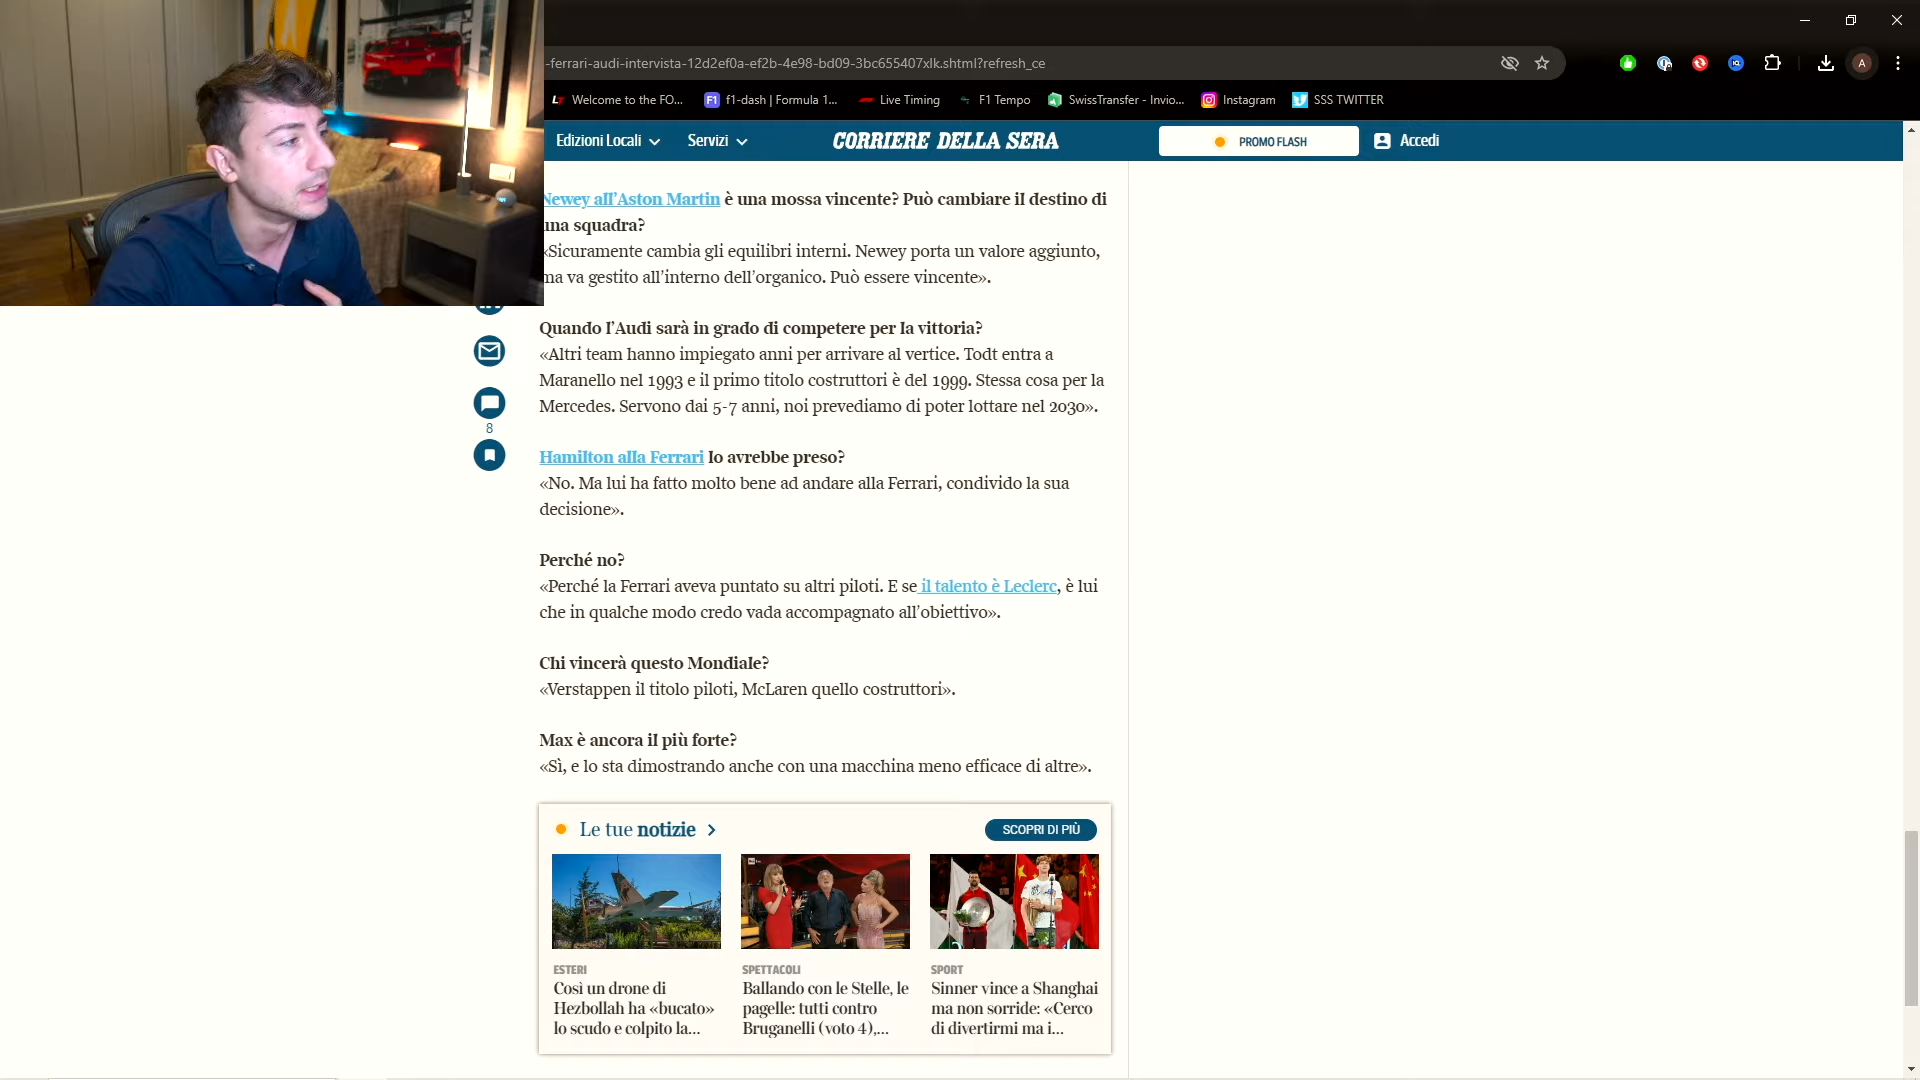 -ferrari-audi-intervista-12d2ef0a-ef2b-4e98-bd09-3bc655407xlk.shtml?refresh_ce
A
Welcome to the FO...
F1 f1-dash | Formula 1...
Live Timing
F1 Tempo
SwissTransfer - Invio...
Instagram
SSS TWITTER
Edizioni Locali
Servizi
CORRIERE DELLA SERA
PROMO FLASH
Accedi
Newey all'Aston Martin è una mossa vincente? Può cambiare il destino di
una squadra?
«Sicuramente cambia gli equilibri interni. Newey porta un valore aggiunto,
ma va gestito all'interno dell'organico. Può essere vincente».
Quando l'Audi sarà in grado di competere per la vittoria?
«Altri team hanno impiegato anni per arrivare al vertice. Todt entra a
Maranello nel 1993 e il primo titolo costruttori è del 1999. Stessa cosa per la
Mercedes. Servono dai 5-7 anni, noi prevediamo di poter lottare nel 2030».
8
Hamilton alla Ferrari lo avrebbe preso?
«No. Ma lui ha fatto molto bene ad andare alla Ferrari, condivido la sua
decisione».
Perché no?
«Perché la Ferrari aveva puntato su altri piloti. E se il talento è Leclerc, è lui
che in qualche modo credo vada accompagnato all'obiettivo».
Chi vincerà questo Mondiale?
«Verstappen il titolo piloti, McLaren quello costruttori».
Max è ancora il più forte?
«Sì, e lo sta dimostrando anche con una macchina meno efficace di altre».
Le tue notizie
SCOPRI DI PIÙ
ESTERI
Così un drone di
Hezbollah ha «bucato»
lo scudo e colpito la...
SPETTACOLI
Ballando con le Stelle, le
pagelle: tutti contro
Bruganelli (voto 4),...
SPORT
Sinner vince a Shanghai
ma non sorride: «Cerco
di divertirmi ma i...